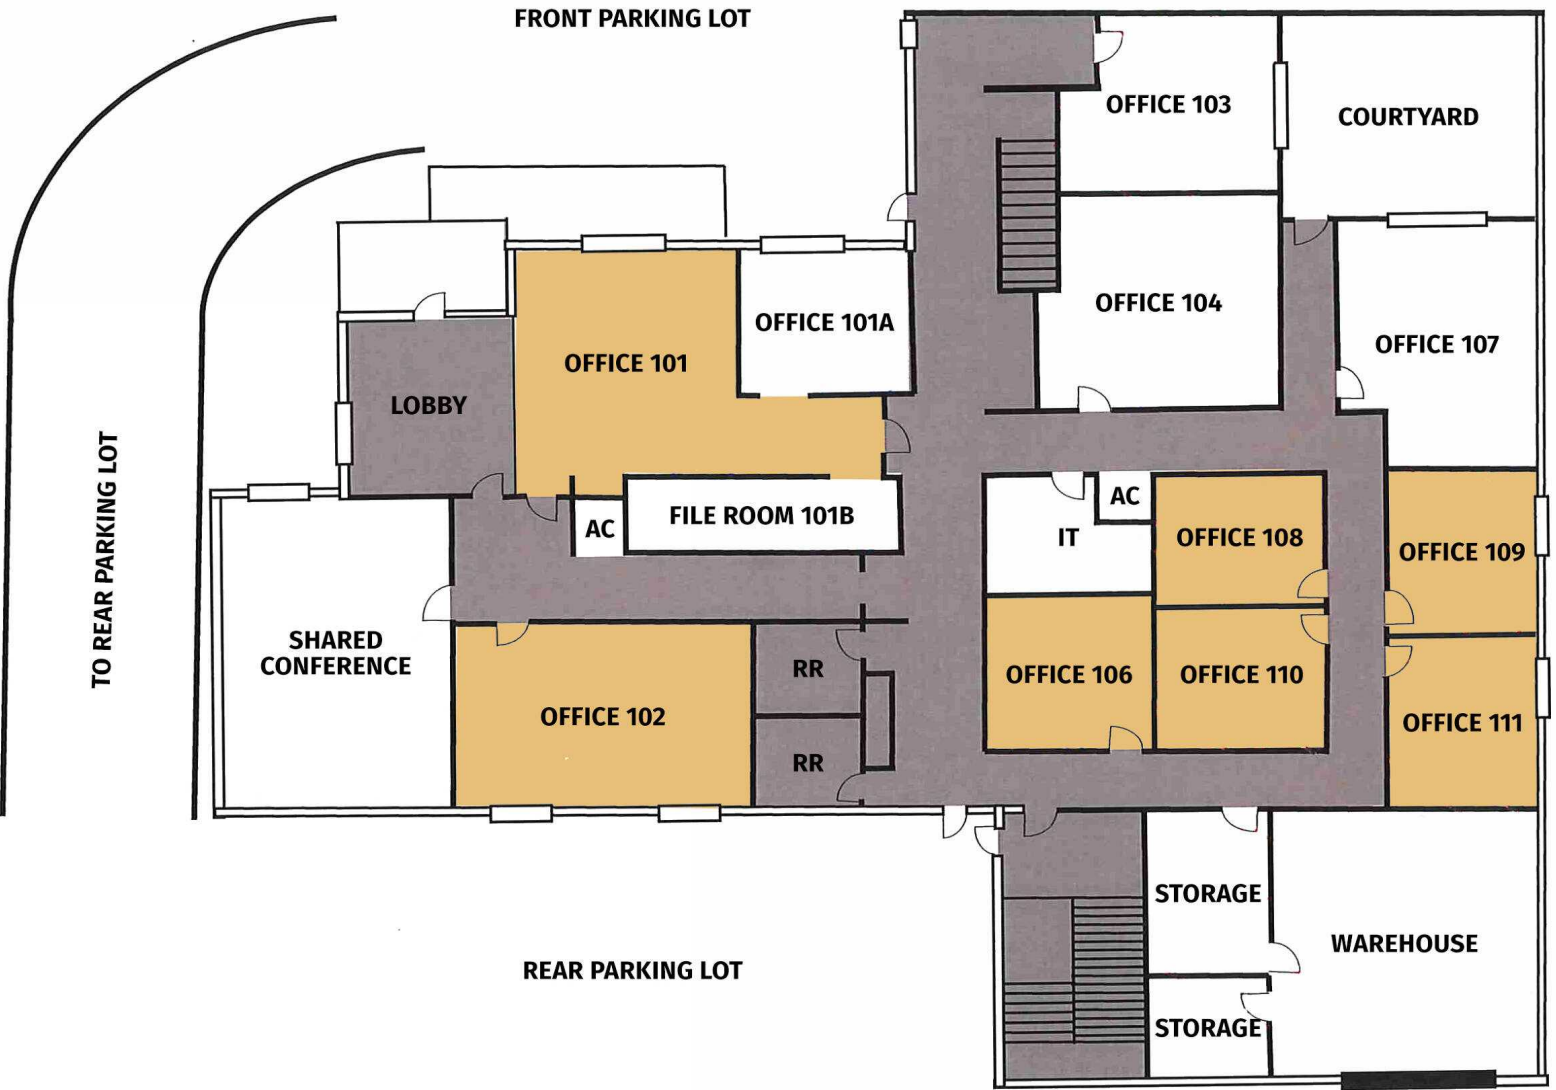 FRONT PARKING LOT
OFFICE 103
COURTYARD
OFFICE 104
OFFICE 101A
OFFICE 107
OFFICE 101
LOBBY
TO REAR PARKING LOT
AC
FILE ROOM 101B
AC
IT
OFFICE 108
OFFICE 109
SHARED
CONFERENCE
RR
OFFICE 106
OFFICE 110
OFFICE 102
OFFICE 111
RR
STORAGE
WAREHOUSE
REAR PARKING LOT
STORAGE